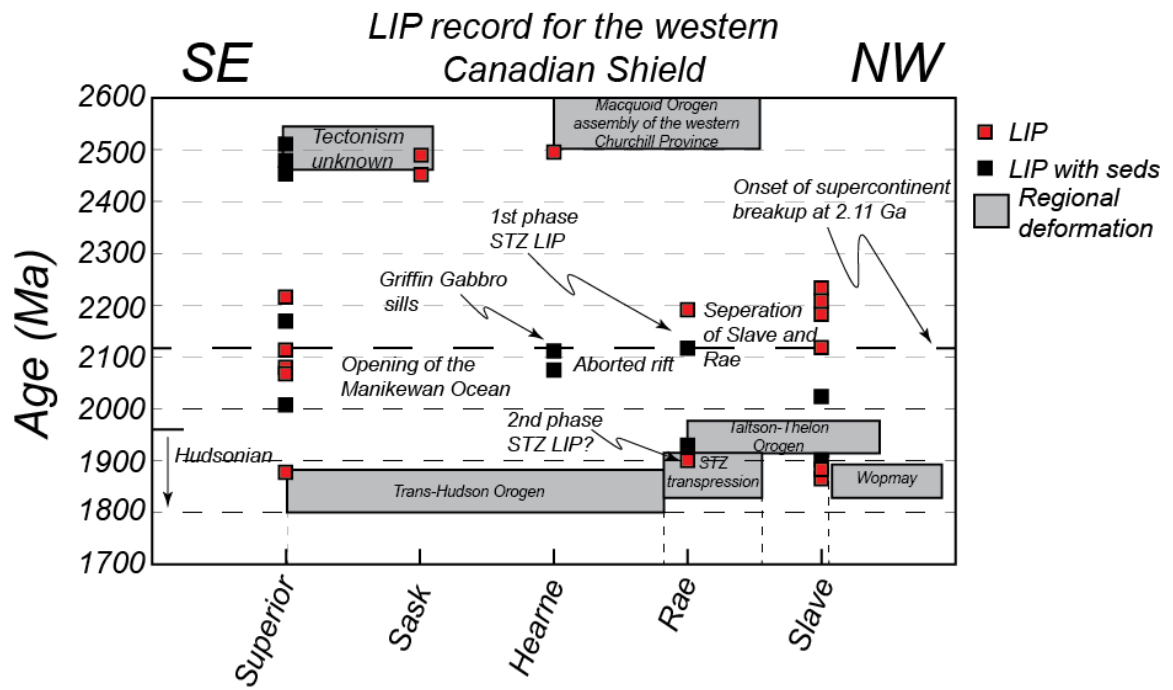 LIP record for the western
Canadian Shield
SE
NW
Age (Ma)
2600
2500
2400
2300
2200
2100
2000
1900
1800
1700
Macquoid Orogen
assembly of the western
Churchill Province
Tectonism
unknown
LIP
LIP with seds
Regional
deformation
Onset of supercontinent
breakup at 2.11 Ga
1st phase
STZ LIP
Griffin Gabbro
sills
Seperation
of Slave and
Rae
Opening of the
Manikewan Ocean
Aborted rift
2nd phase
STZ LIP?
Taltson-Thelon
Orogen
Hudsonian
STZ
transpression
Trans-Hudson Orogen
Wopmay
Superior
Sask
Hearne
Rae
Slave